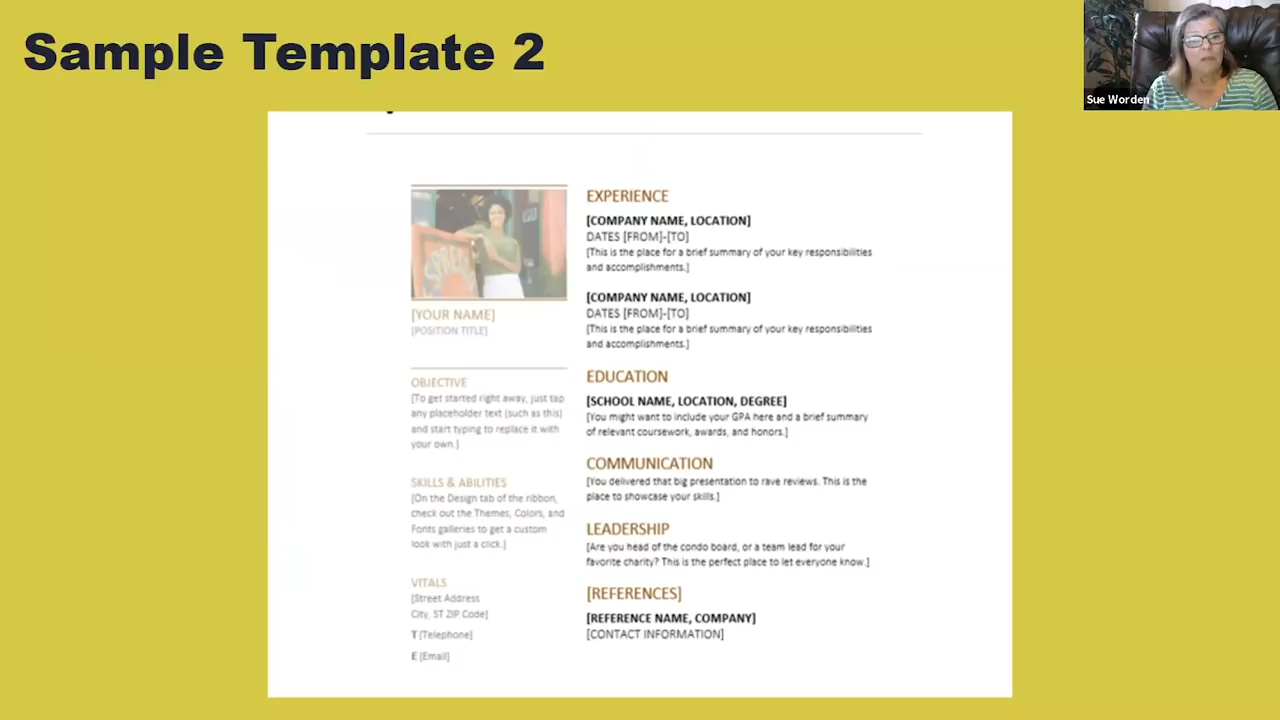 Sample Template 2
Sue Worden
[YOUR NAME]
[POSITION TITLE]
OBJECTIVE
[To get started right away, just tap
any placeholder text (such as this)
and start typing to replace it with
your own.]
SKILLS & ABILITIES
[On the Design tab of the ribbon,
check out the Themes, Colors, and
Fonts galleries to get a custom
look with just a click.]
VITALS
[Street Address
City, ST ZIP Code]
T [Telephone]
E [Email]
EXPERIENCE
[COMPANY NAME, LOCATION]
DATES [FROM]-[TO]
[This is the place for a brief summary of your key responsibilities
and accomplishments.]
[COMPANY NAME, LOCATION]
DATES [FROM]-[TO]
[This is the place for a brief summary of your key responsibilities
and accomplishments.]
EDUCATION
[SCHOOL NAME, LOCATION, DEGREE]
[You might want to include your GPA here and a brief summary
of relevant coursework, awards, and honors.]
COMMUNICATION
[You delivered that big presentation to rave reviews. This is the
place to showcase your skills.]
LEADERSHIP
[Are you head of the condo board, or a team lead for your
favorite charity? This is the perfect place to let everyone know.]
[REFERENCES]
[REFERENCE NAME, COMPANY]
[CONTACT INFORMATION]